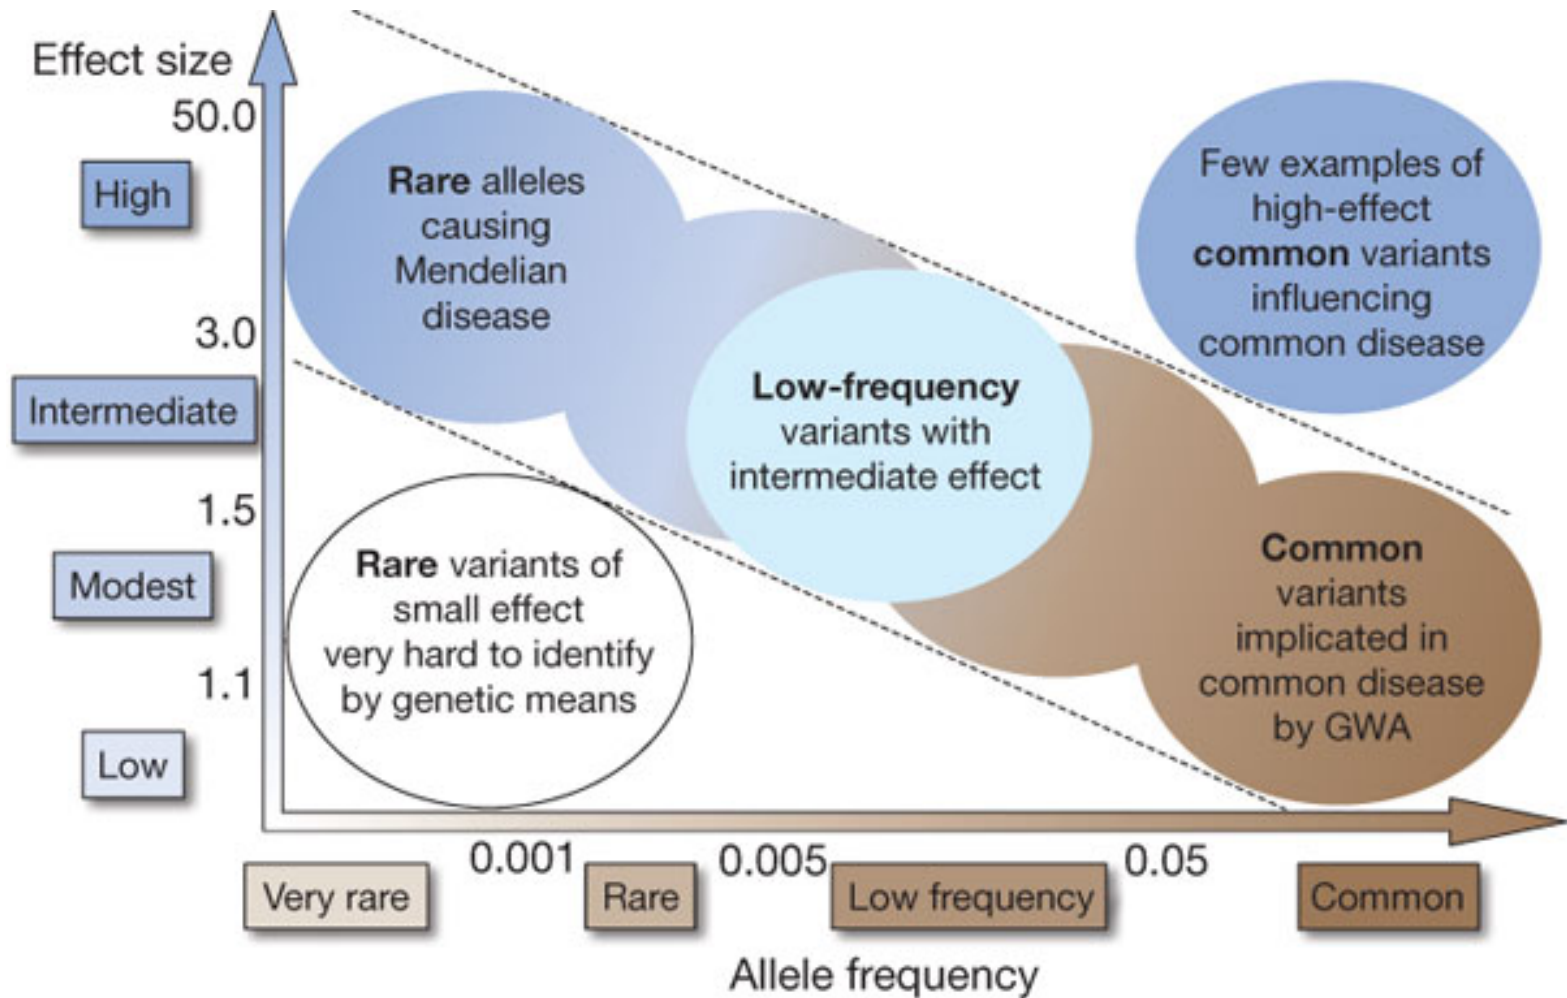 Effect size
50.0
High
3.0
Intermediate
1.5
Modest
1.1
Low
Rare alleles
causing
Mendelian
disease
Few examples of
high-effect
common variants
influencing
common disease
Low-frequency
variants with
intermediate effect
Rare variants of
small effect
very hard to identify
by genetic means
Common
variants
implicated in
common disease
by GWA
0.001
0.005
0.05
Very rare
Rare
Low frequency
Common
Allele frequency